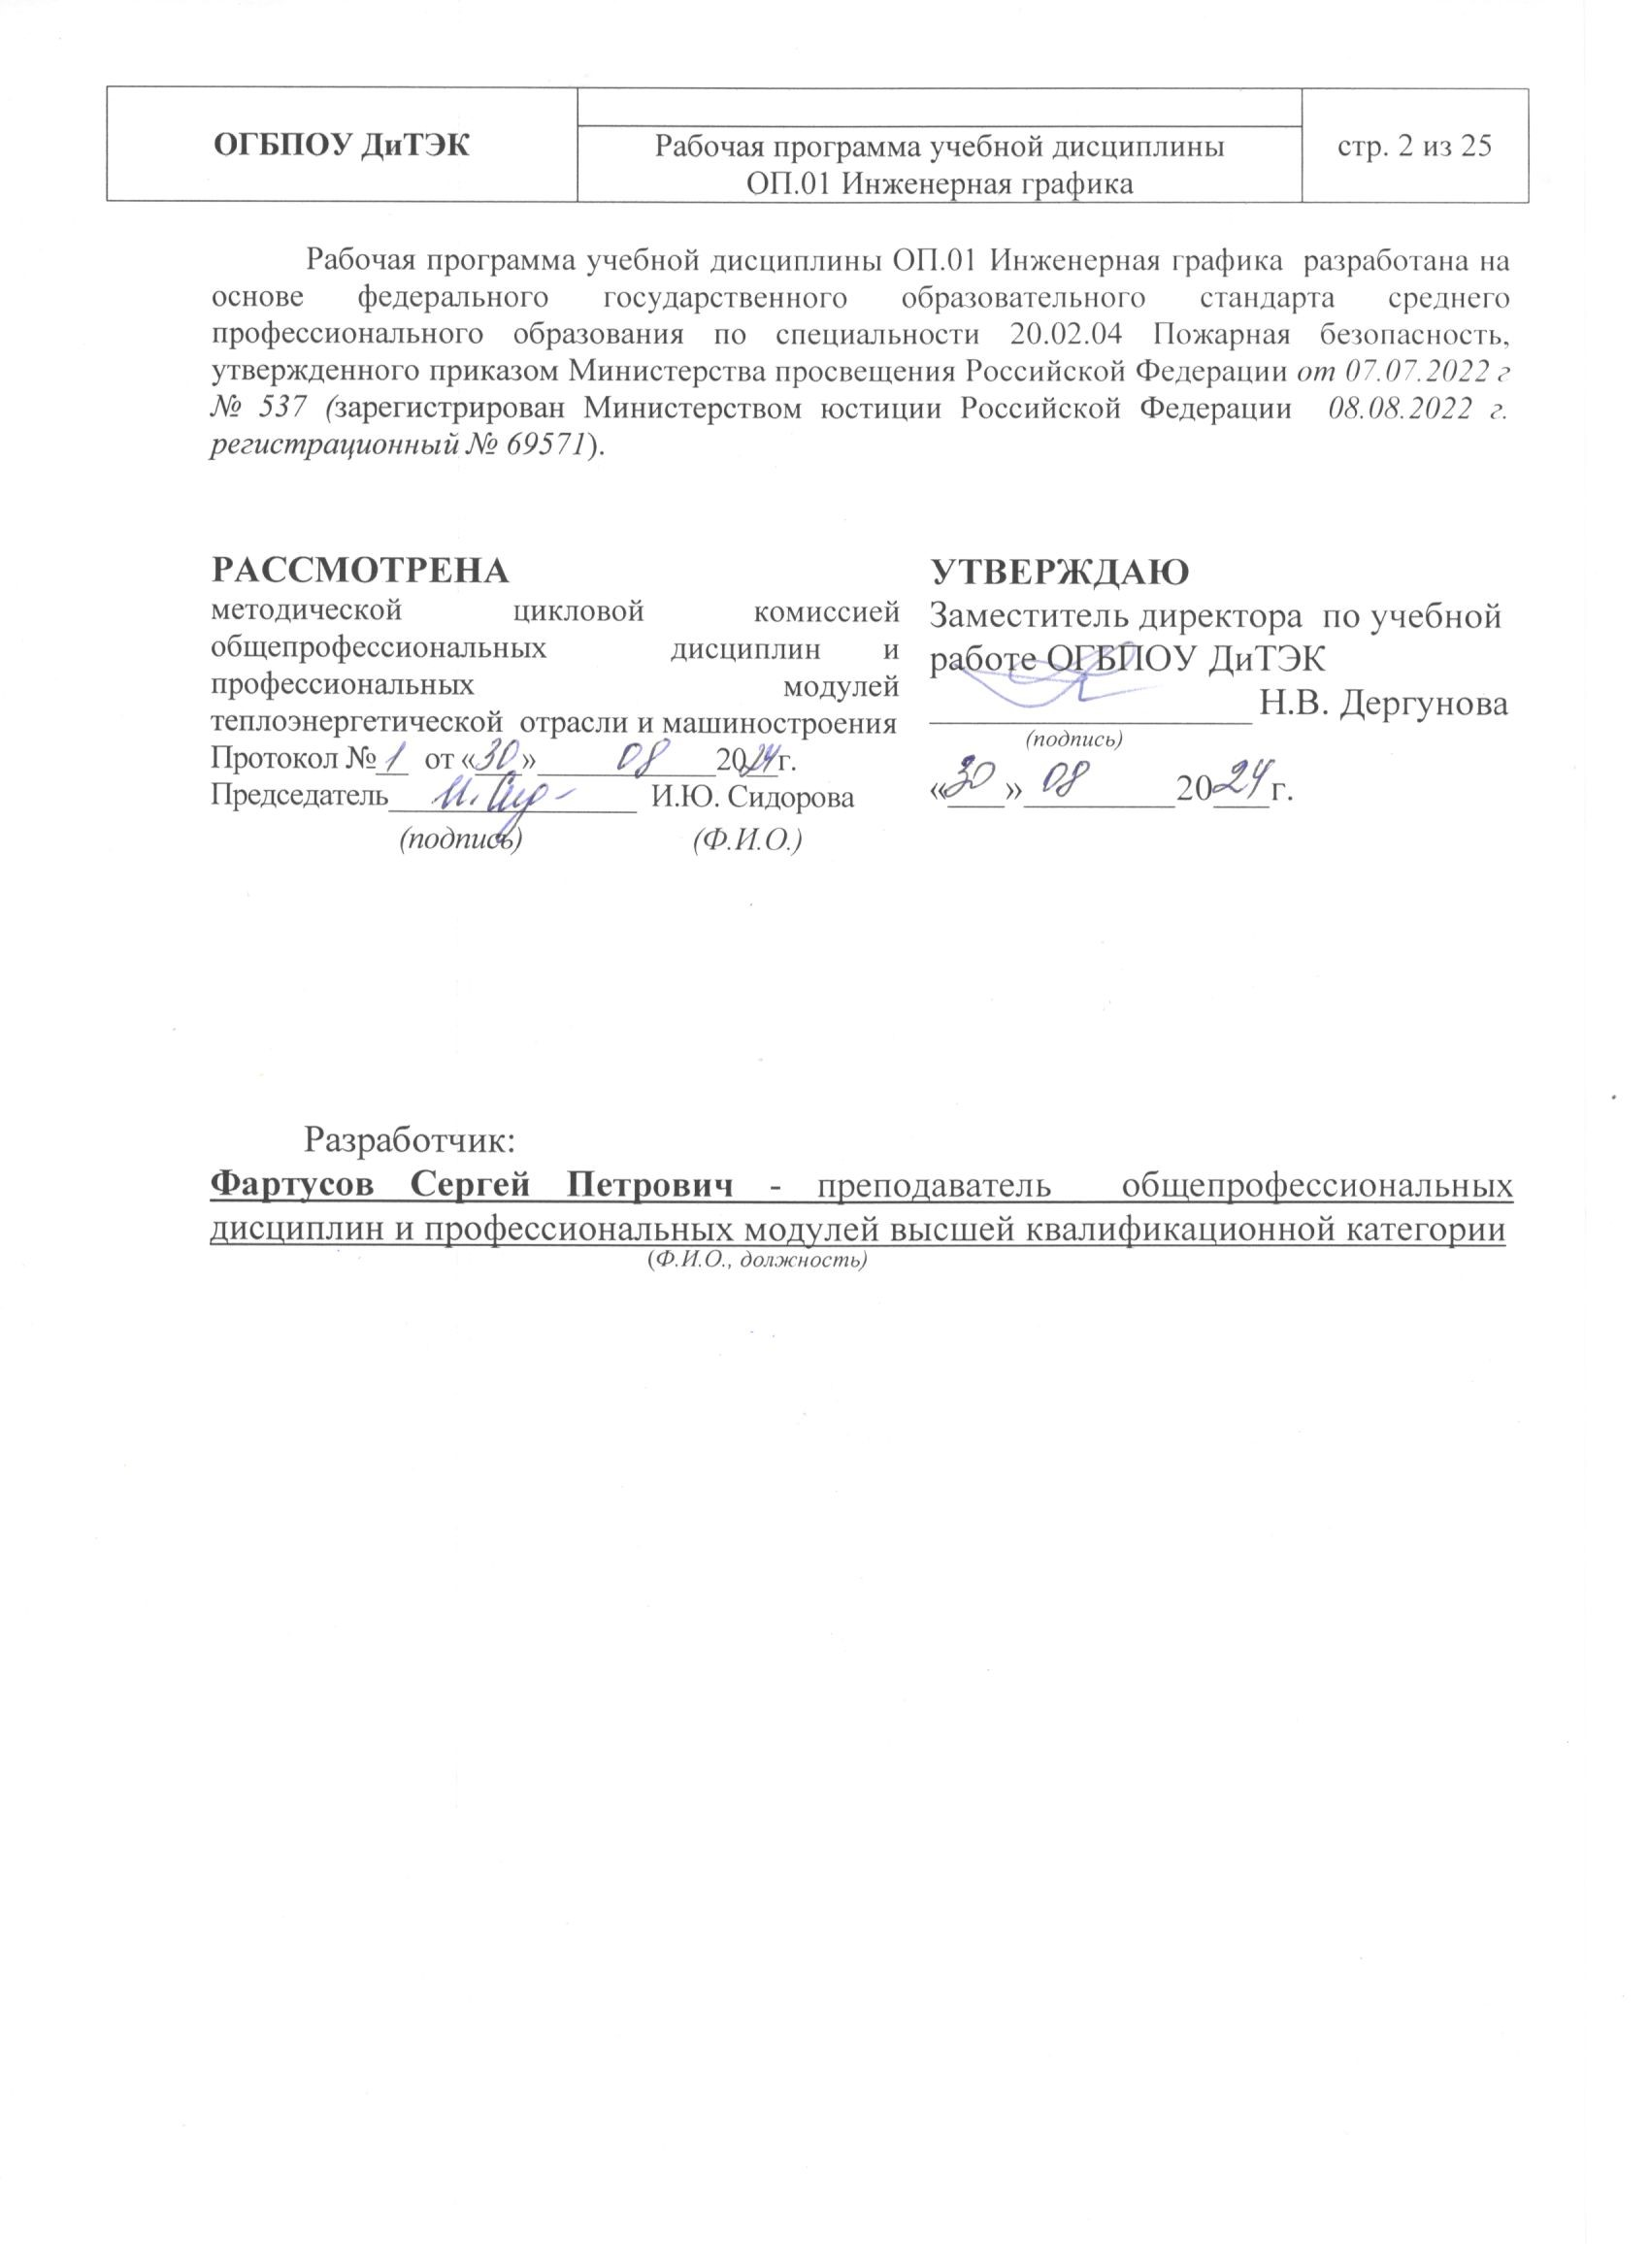 ОГБПОУ ДиТЭК
Рабочая программа учебной дисциплины
ОП.01 Инженерная графика
стр. 2 из 25
Рабочая программа учебной дисциплины ОП.01 Инженерная графика разработана на
основе федерального государственного образовательного стандарта среднего
профессионального образования по специальности 20.02.04 Пожарная безопасность,
утвержденного приказом Министерства просвещения Российской Федерации от 07.07.2022 г
№ 537 (зарегистрирован Министерством юстиции Российской Федерации 08.08.2022 г.
регистрационный № 69571).
РАССМОТРЕНА
методической цикловой комиссией
общепрофессиональных дисциплин и
профессиональных модулей
теплоэнергетической отрасли и машиностроения
Протокол № 1 от «30» 08 2024г.
Председатель И.Ю. Сидорова
(подпись) (Ф.И.О.)
УТВЕРЖДАЮ
Заместитель директора по учебной
работе ОГБПОУ ДиТЭК
Н.В. Дергунова
(подпись)
«30» 08 2024г.
Разработчик:
Фартусов Сергей Петрович - преподаватель общепрофессиональных
дисциплин и профессиональных модулей высшей квалификационной категории
(Ф.И.О., должность)